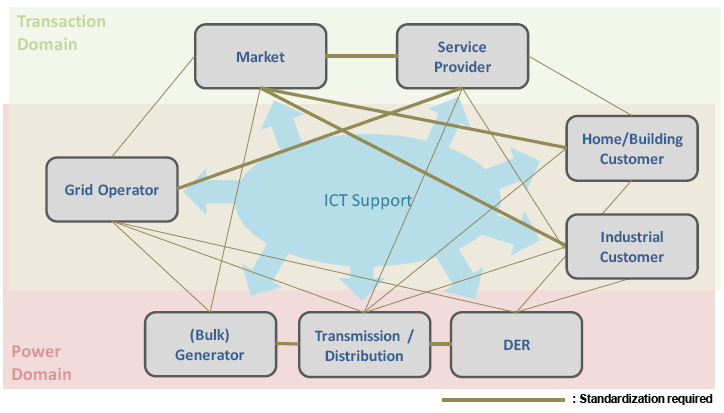 Transaction
Domain
Market
Service
Provider
Home/Building
Customer
Grid Operator
ICT Support
Industrial
Customer
(Bulk)
Generator
Transmission /
Distribution
DER
Power
Domain
: Standardization required